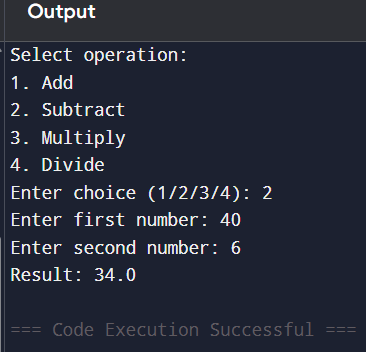 Output
Select operation:
1. Add
2. Subtract
3. Multiply
4. Divide
Enter choice (1/2/3/4): 2
Enter first number: 40
Enter second number: 6
Result: 34.0
=== Code Execution Successful ===